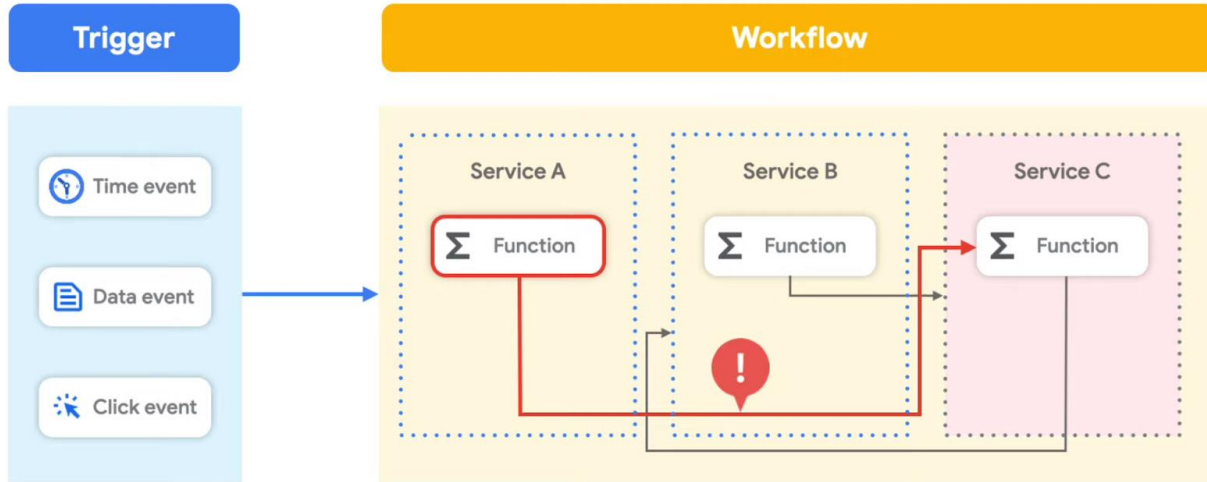 Trigger
Workflow
Time event
Data event
Click event
Service A
Service B
Service C
Σ Function
Σ Function
Σ Function
!